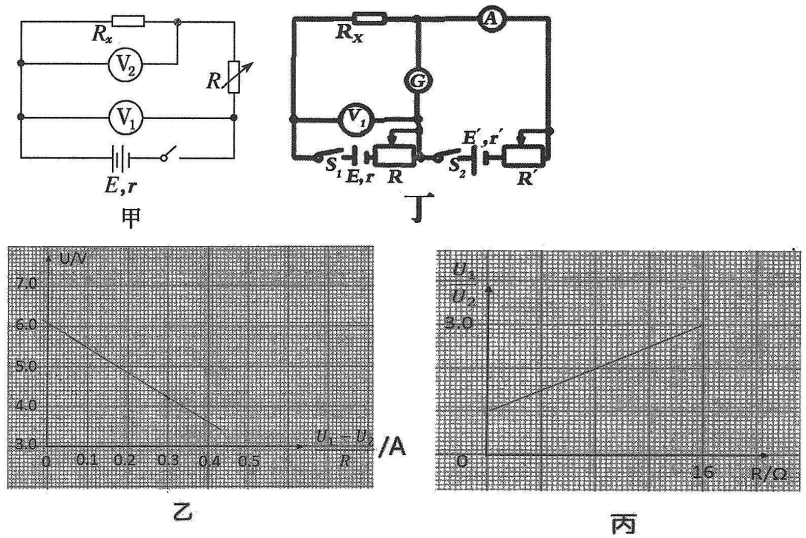 Rₓ
V₂
R
V₁
E,r
甲
Rₓ
A
G
V₁
E′,r′
S₁ E,r R S₂ R′
丁
U/V
7.0
6.0
5.0
4.0
3.0
0 0.1 0.2 0.3 0.4 0.5
U₁ − U₂
R
/A
乙
U₁
U₂
3.0
0
16 R/Ω
丙